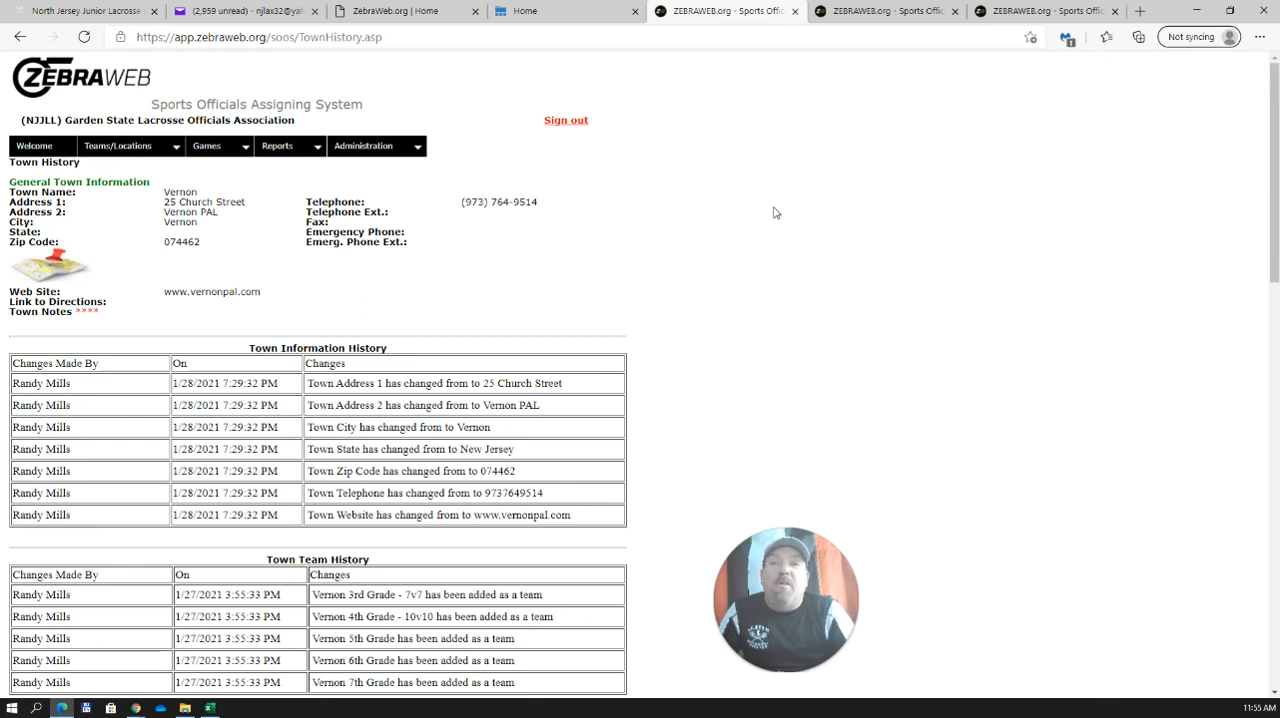 North Jersey Junior Lacrosse
(2,959 unread) - njlax32@yah
ZebraWeb.org | Home
Home
ZEBRAWEB.org - Sports Offic
ZEBRAWEB.org - Sports Offic
ZEBRAWEB.org - Sports Offic
https://app.zebraweb.org/soos/TownHistory.asp
1
Not syncing
ZEBRAWEB
Sports Officials Assigning System
(NJJLL) Garden State Lacrosse Officials Association
Sign out
Welcome Teams/Locations Games Reports Administration
Town History
General Town Information
Town Name: Vernon
Address 1: 25 Church Street Telephone: (973) 764-9514
Address 2: Vernon PAL Telephone Ext.:
City: Vernon Fax:
State: Emergency Phone:
Zip Code: 074462 Emerg. Phone Ext.:
Web Site: www.vernonpal.com
Link to Directions:
Town Notes ****
Town Information History
Changes Made By On Changes
Randy Mills 1/28/2021 7:29:32 PM Town Address 1 has changed from to 25 Church Street
Randy Mills 1/28/2021 7:29:32 PM Town Address 2 has changed from to Vernon PAL
Randy Mills 1/28/2021 7:29:32 PM Town City has changed from to Vernon
Randy Mills 1/28/2021 7:29:32 PM Town State has changed from to New Jersey
Randy Mills 1/28/2021 7:29:32 PM Town Zip Code has changed from to 074462
Randy Mills 1/28/2021 7:29:32 PM Town Telephone has changed from to 9737649514
Randy Mills 1/28/2021 7:29:32 PM Town Website has changed from to www.vernonpal.com
Town Team History
Changes Made By On Changes
Randy Mills 1/27/2021 3:55:33 PM Vernon 3rd Grade - 7v7 has been added as a team
Randy Mills 1/27/2021 3:55:33 PM Vernon 4th Grade - 10v10 has been added as a team
Randy Mills 1/27/2021 3:55:33 PM Vernon 5th Grade has been added as a team
Randy Mills 1/27/2021 3:55:33 PM Vernon 6th Grade has been added as a team
Randy Mills 1/27/2021 3:55:33 PM Vernon 7th Grade has been added as a team
11:55 AM